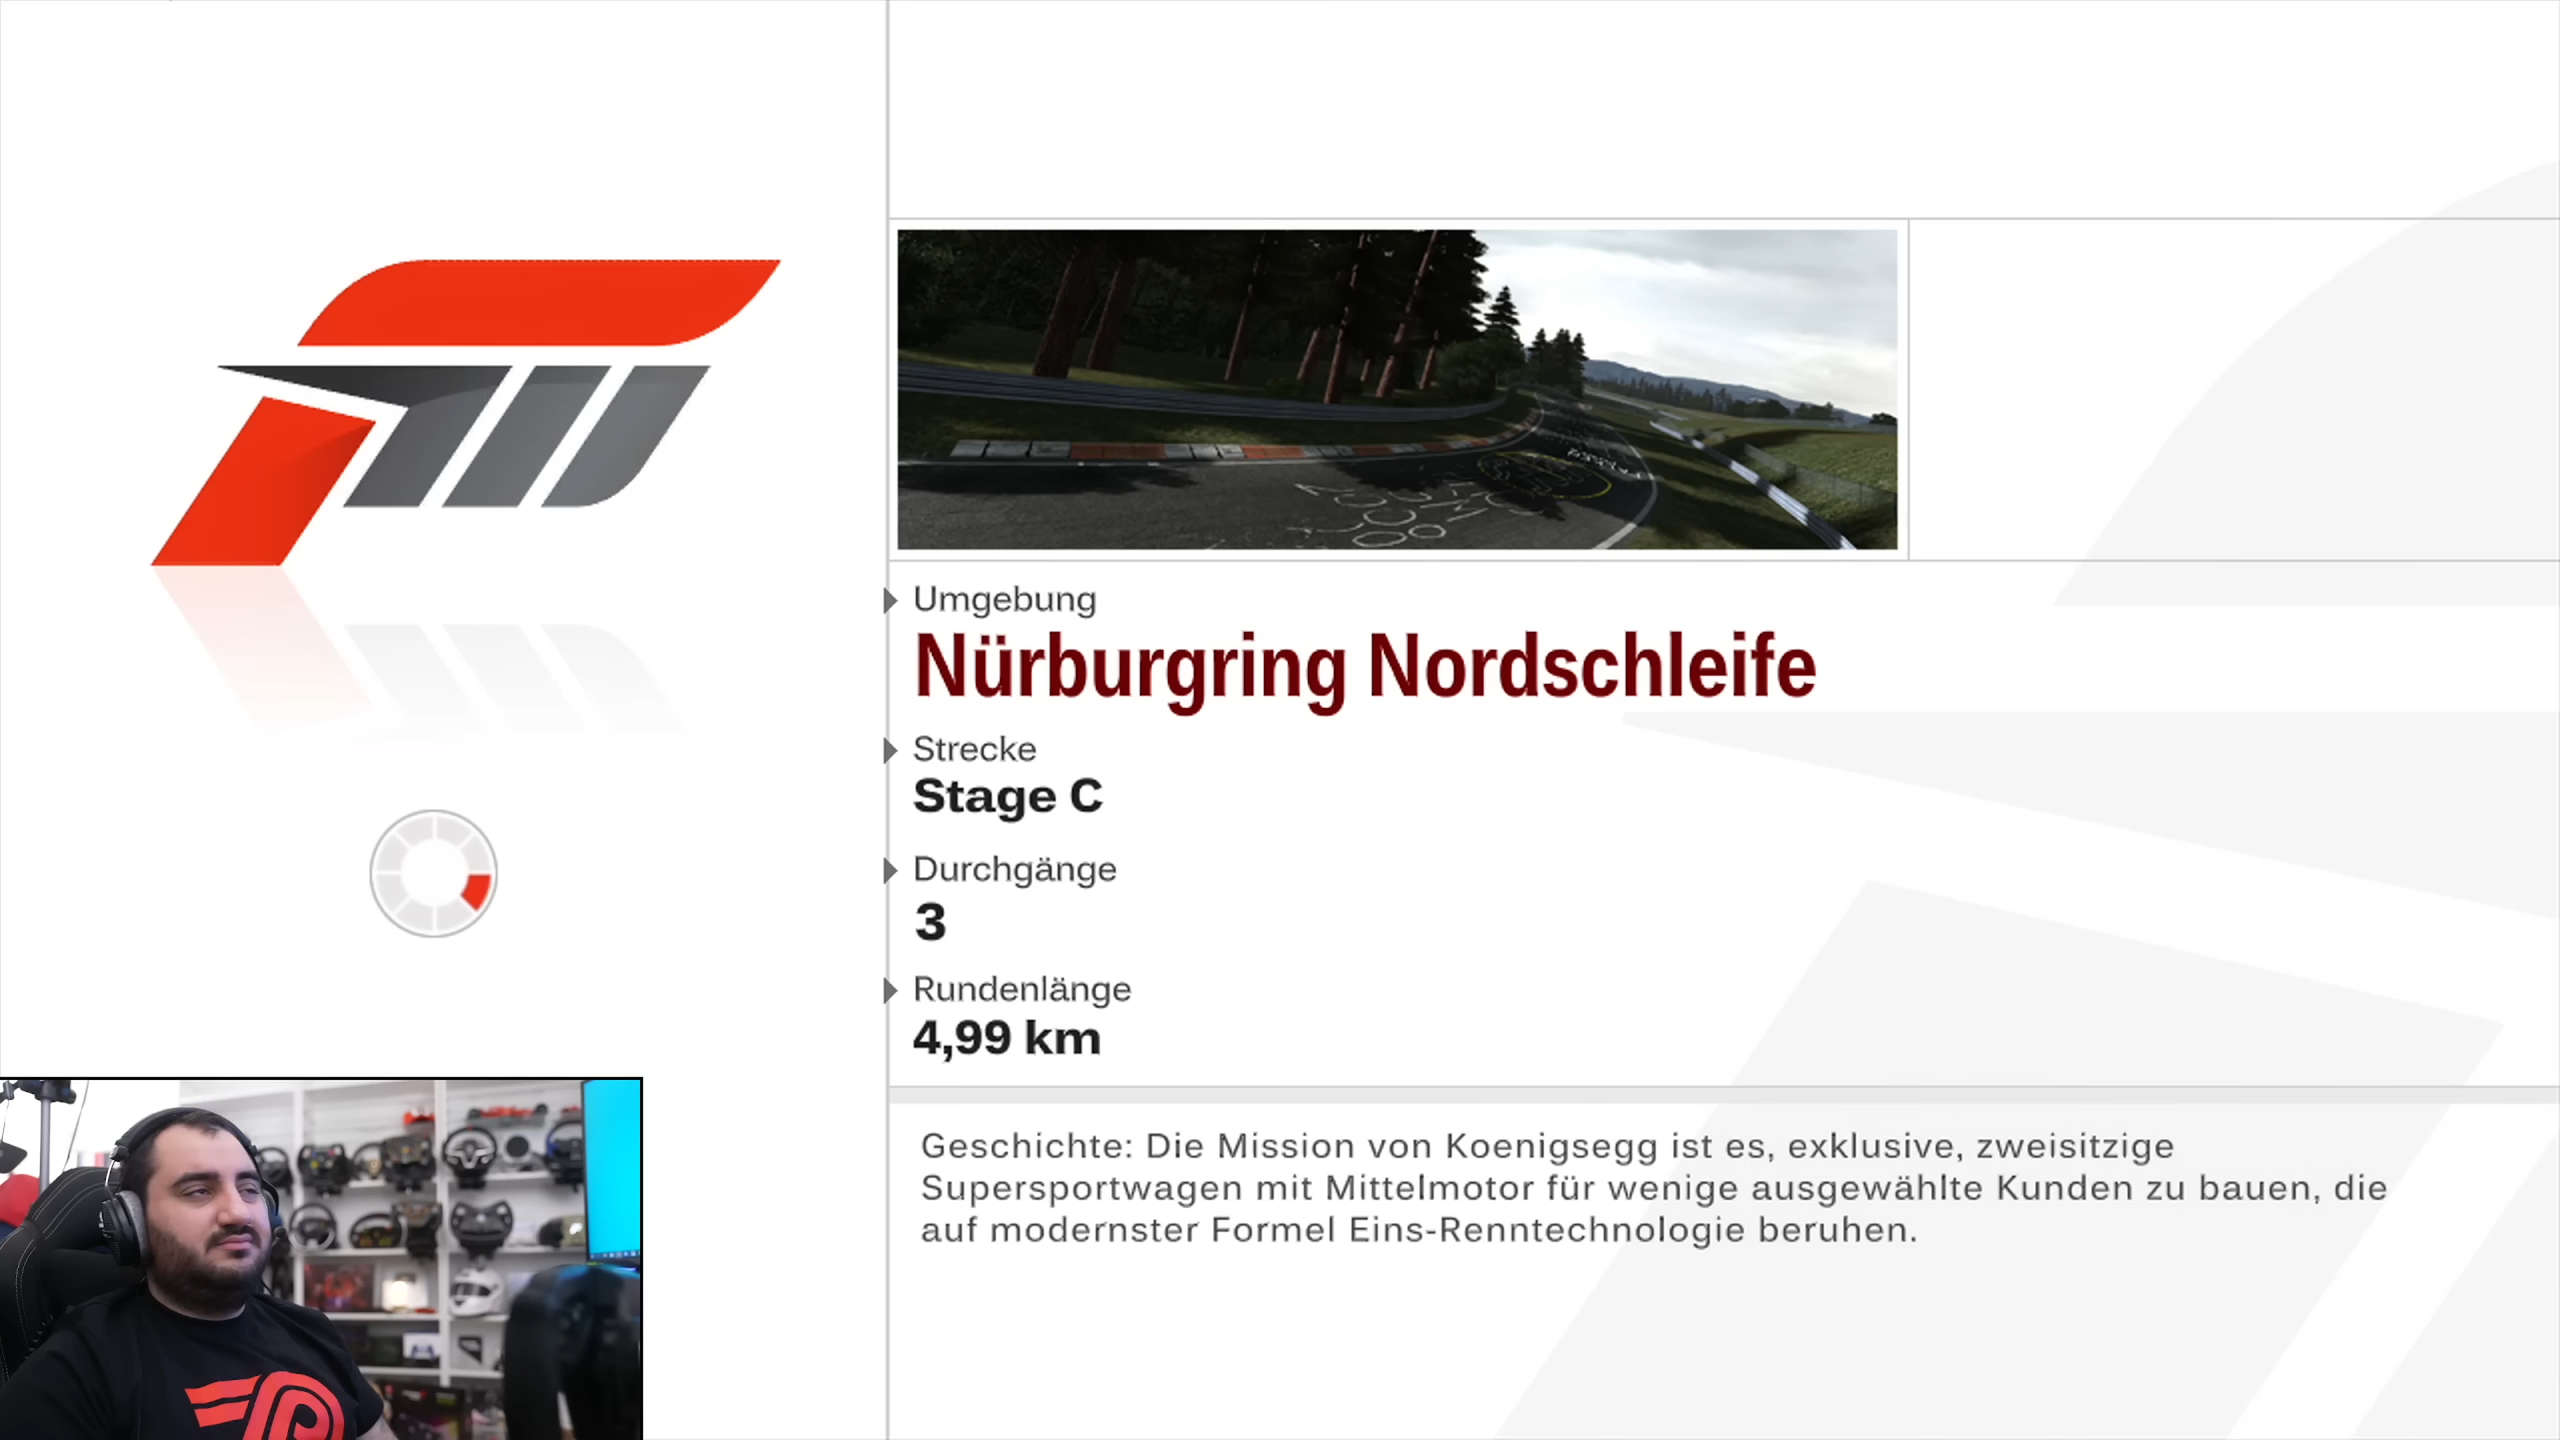 Umgebung
Nürburgring Nordschleife
Strecke
Stage C
Durchgänge
3
Rundenlänge
4,99 km
Geschichte: Die Mission von Koenigsegg ist es, exklusive, zweisitzige
Supersportwagen mit Mittelmotor für wenige ausgewählte Kunden zu bauen, die
auf modernster Formel Eins-Renntechnologie beruhen.